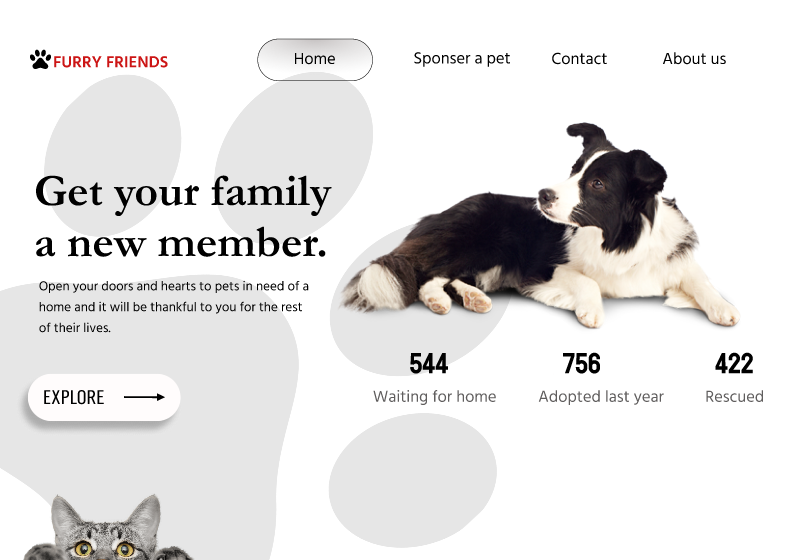 FURRY FRIENDS
Home
Sponser a pet
Contact
About us
Get your family
a new member.
Open your doors and hearts to pets in need of a
home and it will be thankful to you for the rest
of their lives.
544
756
422
Waiting for home
Adopted last year
Rescued
EXPLORE